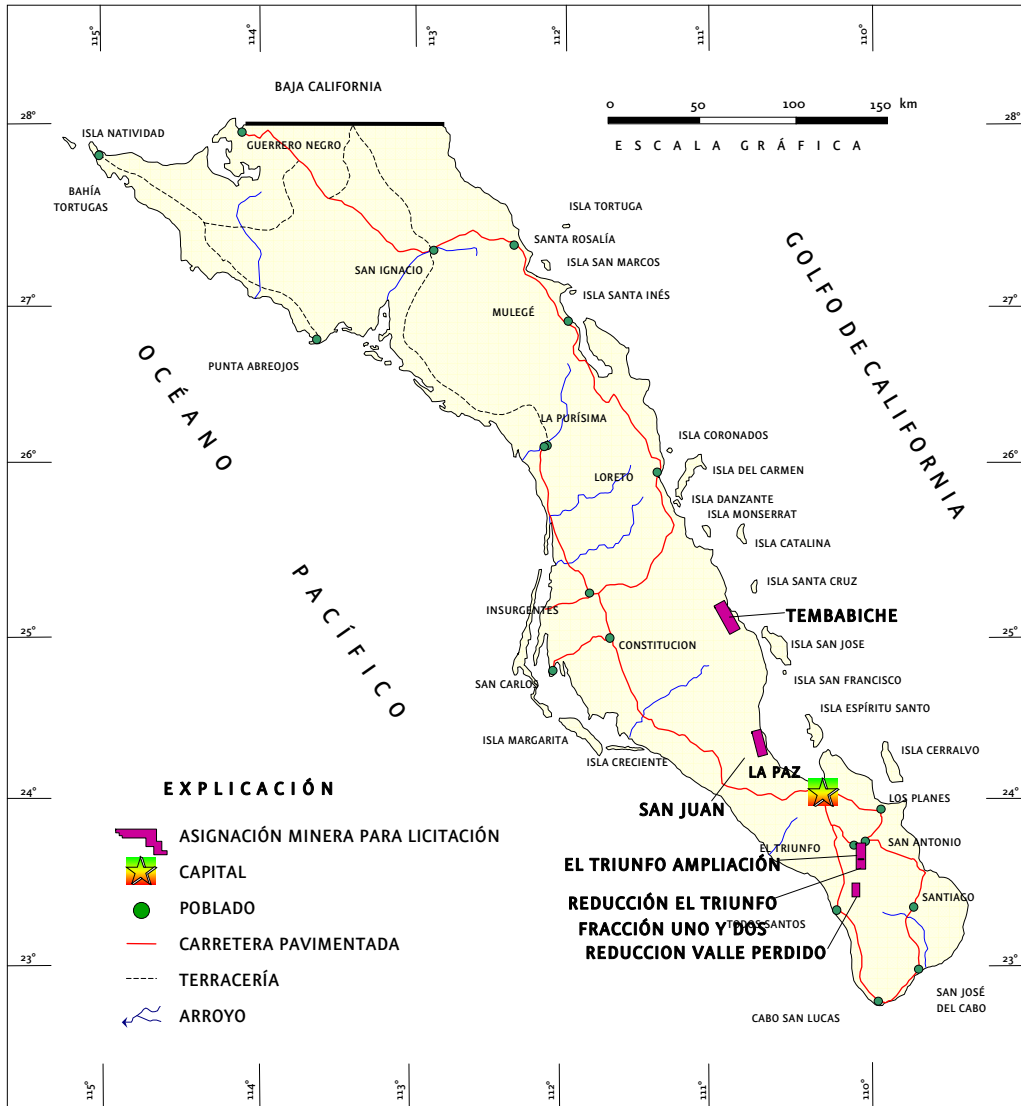 115°
114°
113°
112°
111°
110°
BAJA CALIFORNIA
0 50 100 150 km
ESCALA GRÁFICA
28°
28°
ISLA NATIVIDAD
GUERRERO NEGRO
BAHÍA
TORTUGAS
ISLA TORTUGA
SANTA ROSALÍA
SAN IGNACIO
ISLA SAN MARCOS
ISLA SANTA INÉS
27°
27°
MULEGÉ
GOLFO DE CALIFORNIA
PUNTA ABREOJOS
OCÉANO
PACÍFICO
LA PURÍSIMA
ISLA CORONADOS
26°
26°
LORETO
ISLA DEL CARMEN
ISLA DANZANTE
ISLA MONSERRAT
ISLA CATALINA
ISLA SANTA CRUZ
INSURGENTES
TEMBABICHE
25°
25°
CONSTITUCION
ISLA SAN JOSE
SAN CARLOS
ISLA SAN FRANCISCO
ISLA ESPÍRITU SANTO
ISLA MARGARITA
ISLA CRECIENTE
ISLA CERRALVO
LA PAZ
24°
24°
LOS PLANES
SAN JUAN
EL TRIUNFO
SAN ANTONIO
EL TRIUNFO AMPLIACIÓN
REDUCCIÓN EL TRIUNFO
FRACCIÓN UNO Y DOS
TODOS SANTOS
SANTIAGO
REDUCCION VALLE PERDIDO
23°
23°
SAN JOSÉ
DEL CABO
CABO SAN LUCAS
EXPLICACIÓN
ASIGNACIÓN MINERA PARA LICITACIÓN
CAPITAL
POBLADO
CARRETERA PAVIMENTADA
TERRACERÍA
ARROYO
115°
114°
113°
112°
111°
110°